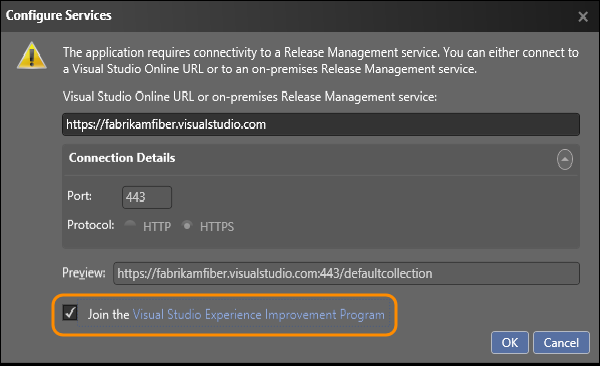 Configure Services
The application requires connectivity to a Release Management service. You can either connect to
a Visual Studio Online URL or to an on-premises Release Management service.
Visual Studio Online URL or on-premises Release Management service:
https://fabrikamfiber.visualstudio.com
Connection Details
Port: 443
Protocol: HTTP HTTPS
Preview: https://fabrikamfiber.visualstudio.com:443/defaultcollection
Join the Visual Studio Experience Improvement Program
OK Cancel